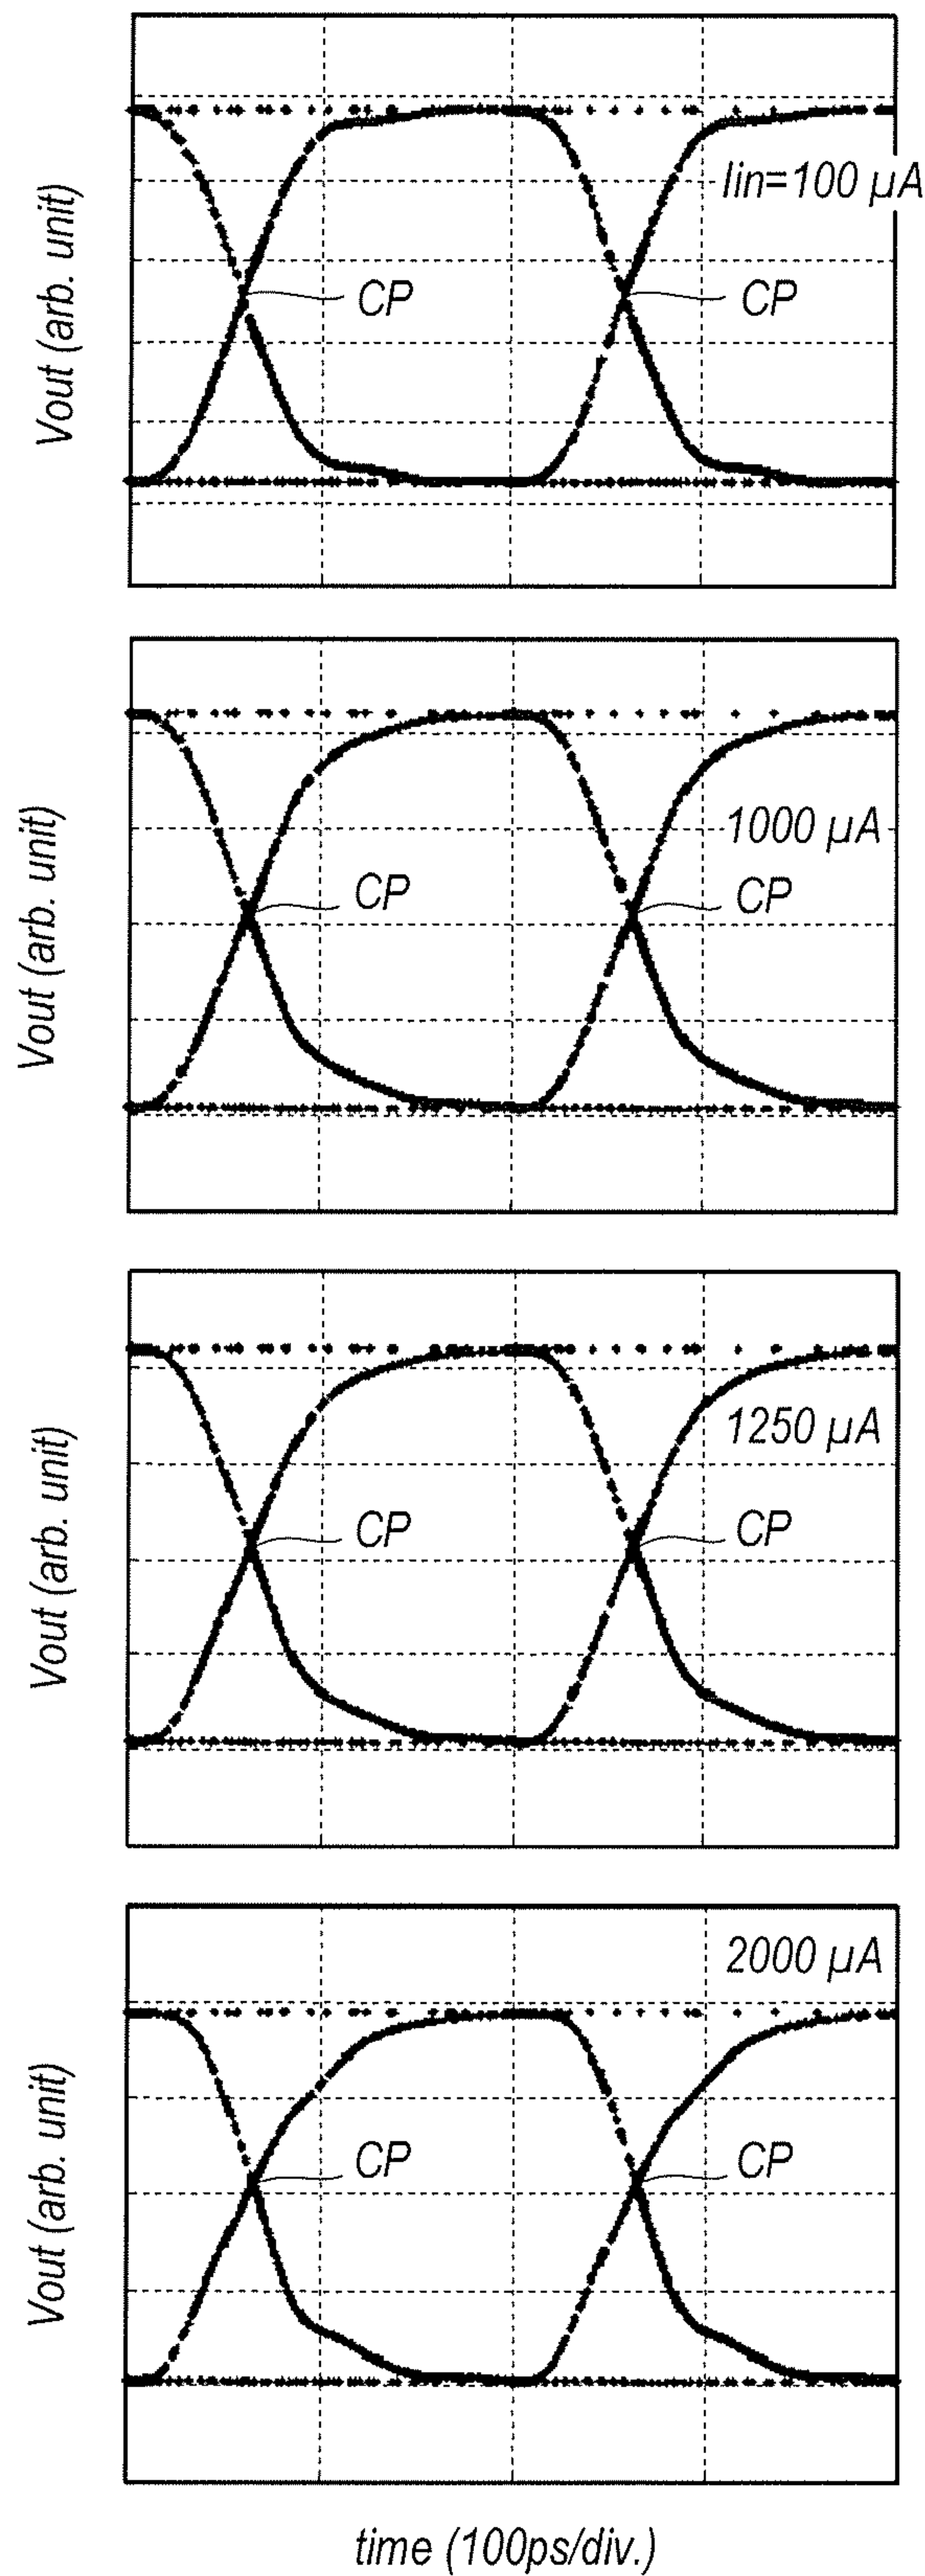 Vout (arb. unit)
Iin=100 µA
CP
CP
Vout (arb. unit)
1000 µA
CP
CP
Vout (arb. unit)
1250 µA
CP
CP
Vout (arb. unit)
2000 µA
CP
CP
time (100ps/div.)